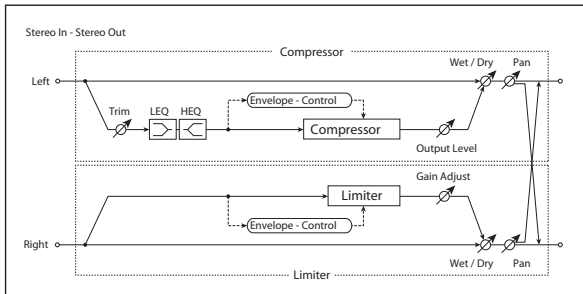 Stereo In - Stereo Out
Compressor
Wet / Dry
Pan
Left
Trim
LEQ
HEQ
Envelope - Control
Compressor
Output Level
Gain Adjust
Limiter
Envelope - Control
Right
Wet / Dry
Pan
Limiter